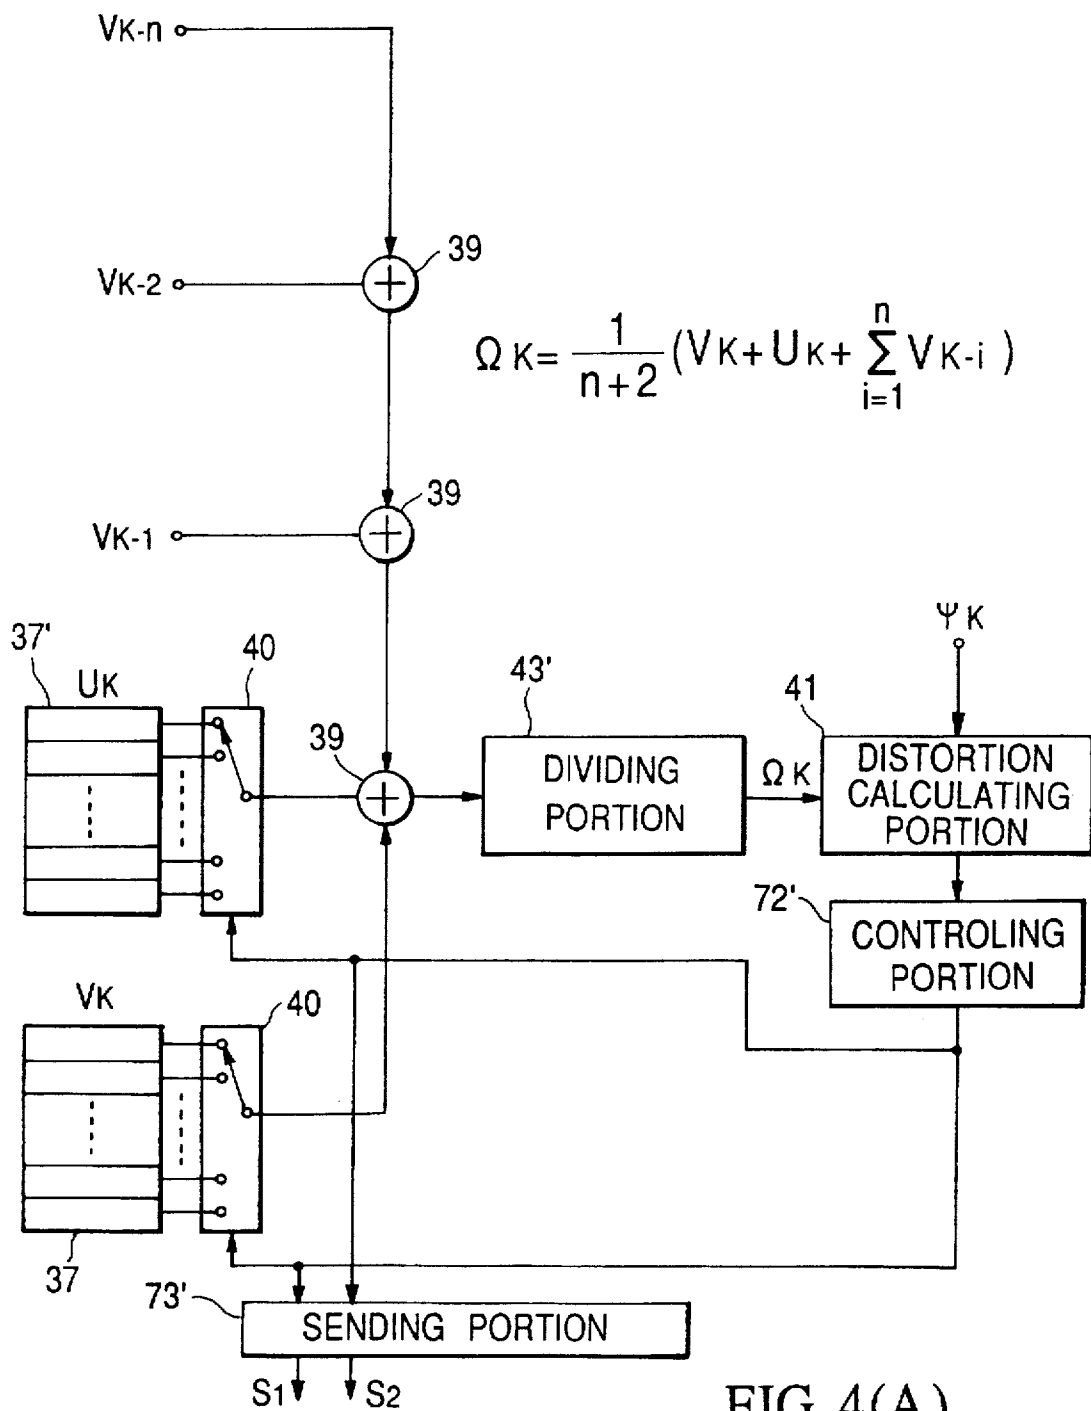 VK-n
39
VK-2
ΩK= 1/n+2 (VK+UK+ n Σ i=1 VK-i )
39
VK-1
ΨK
37'
UK
40
43'
41
39
DIVIDING
PORTION
ΩK
DISTORTION
CALCULATING
PORTION
72'
CONTROLING
PORTION
VK
40
37
73'
SENDING PORTION
S1
S2
FIG.4(A)